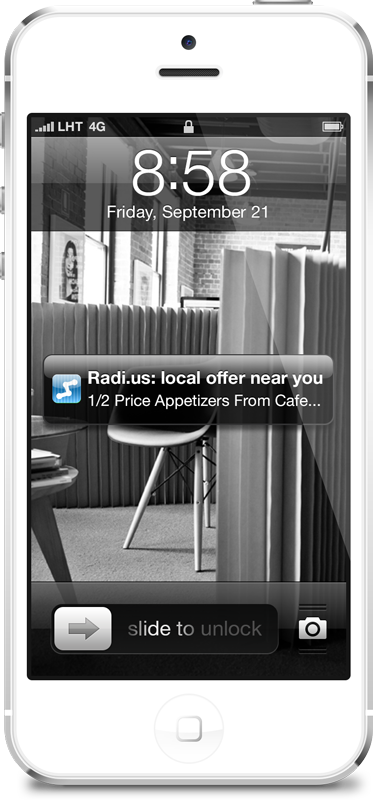 LHT 4G
8:58
Friday, September 21
Radi.us: local offer near you
1/2 Price Appetizers From Cafe...
slide to unlock